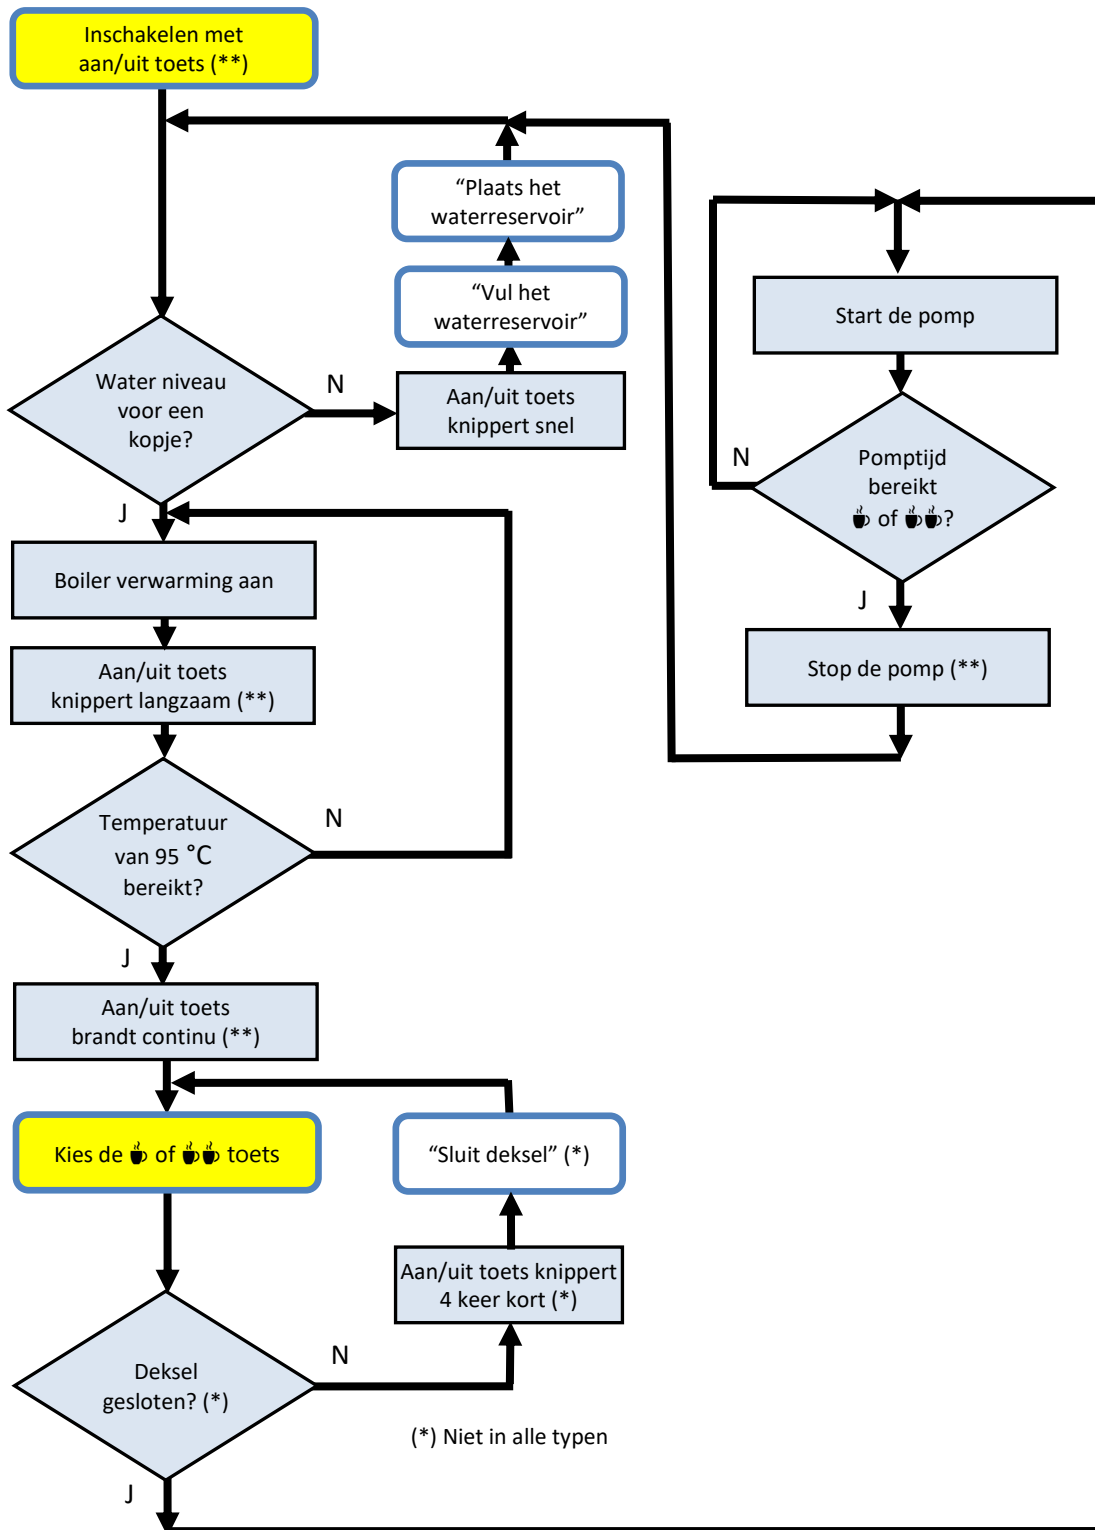 Inschakelen met
aan/uit toets (**)
"Plaats het
waterreservoir"
"Vul het
waterreservoir"
Water niveau
voor een
kopje?
N
Aan/uit toets
knippert snel
J
Boiler verwarming aan
Aan/uit toets
knippert langzaam (**)
Temperatuur
van 95 °C
bereikt?
N
J
Aan/uit toets
brandt continu (**)
Kies de ☕ of ☕☕ toets
"Sluit deksel" (*)
Aan/uit toets knippert
4 keer kort (*)
Deksel
gesloten? (*)
N
J
(*) Niet in alle typen
Start de pomp
Pomptijd
bereikt
☕ of ☕☕?
N
J
Stop de pomp (**)